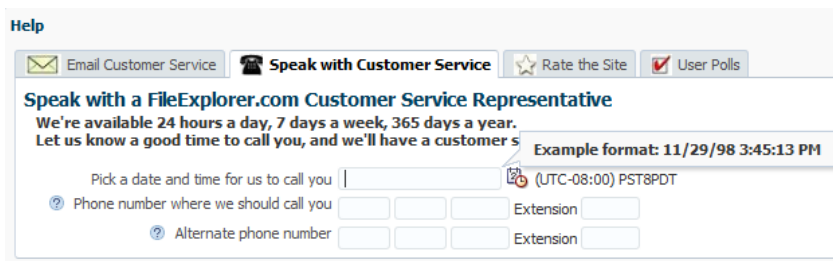 Help
Email Customer Service Speak with Customer Service Rate the Site User Polls
Speak with a FileExplorer.com Customer Service Representative
We're available 24 hours a day, 7 days a week, 365 days a year.
Let us know a good time to call you, and we'll have a customer s
Example format: 11/29/98 3:45:13 PM
Pick a date and time for us to call you (UTC-08:00) PST8PDT
Phone number where we should call you Extension
Alternate phone number Extension